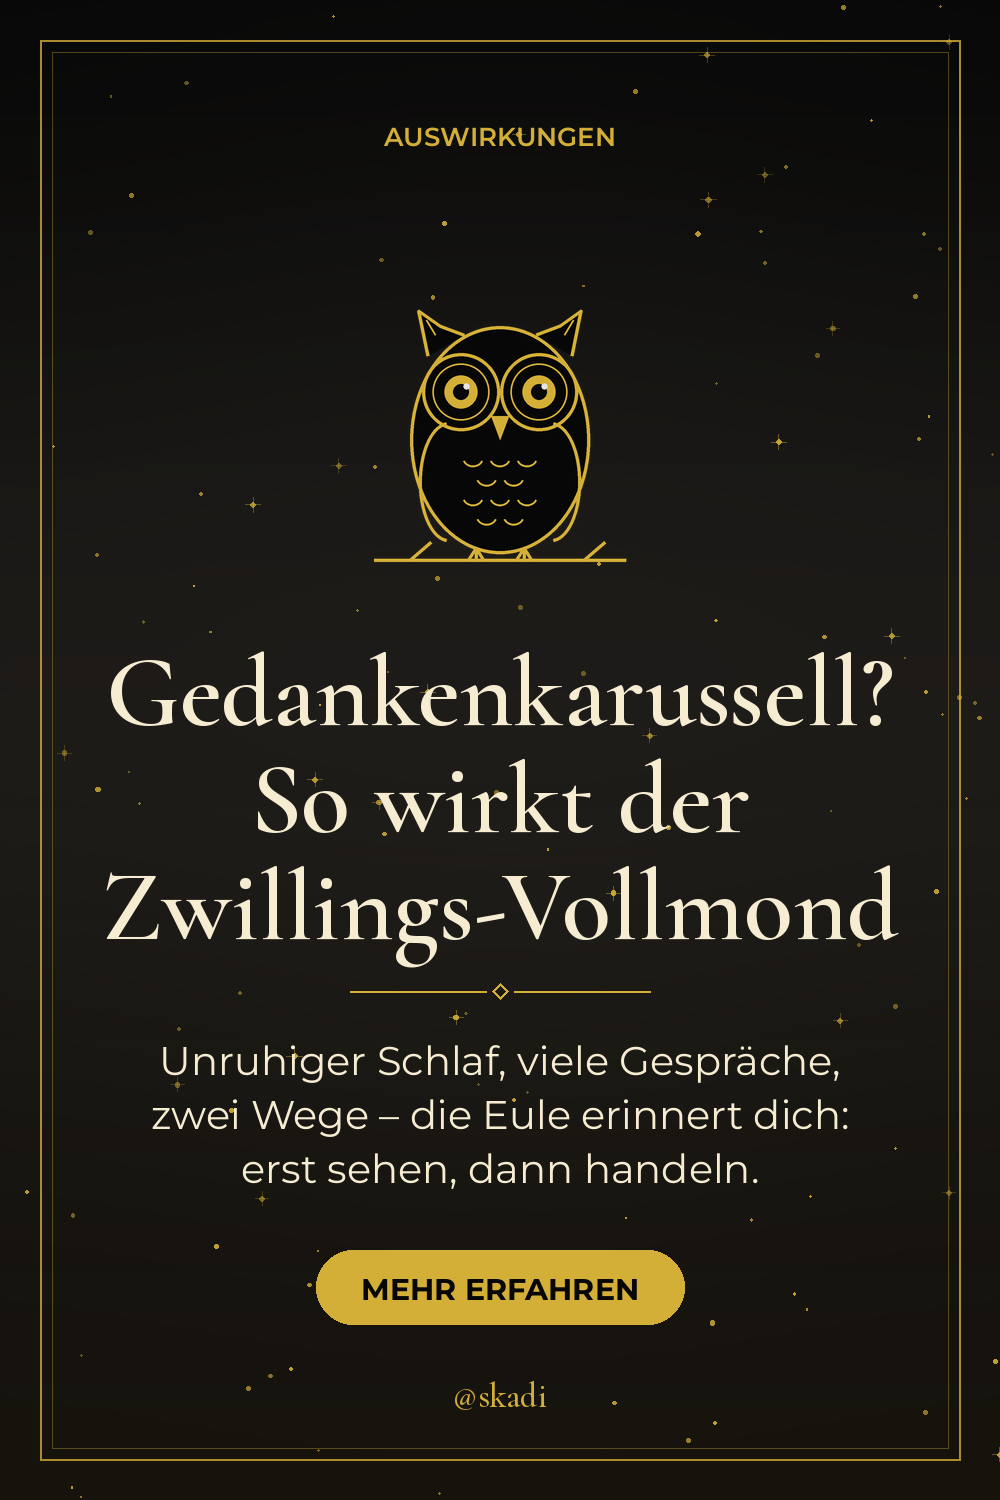 AUSWIRKUNGEN
Gedankenkarussell?
So wirkt der
Zwillings-Vollmond
Unruhiger Schlaf, viele Gespräche,
zwei Wege – die Eule erinnert dich:
erst sehen, dann handeln.
MEHR ERFAHREN
@skadi